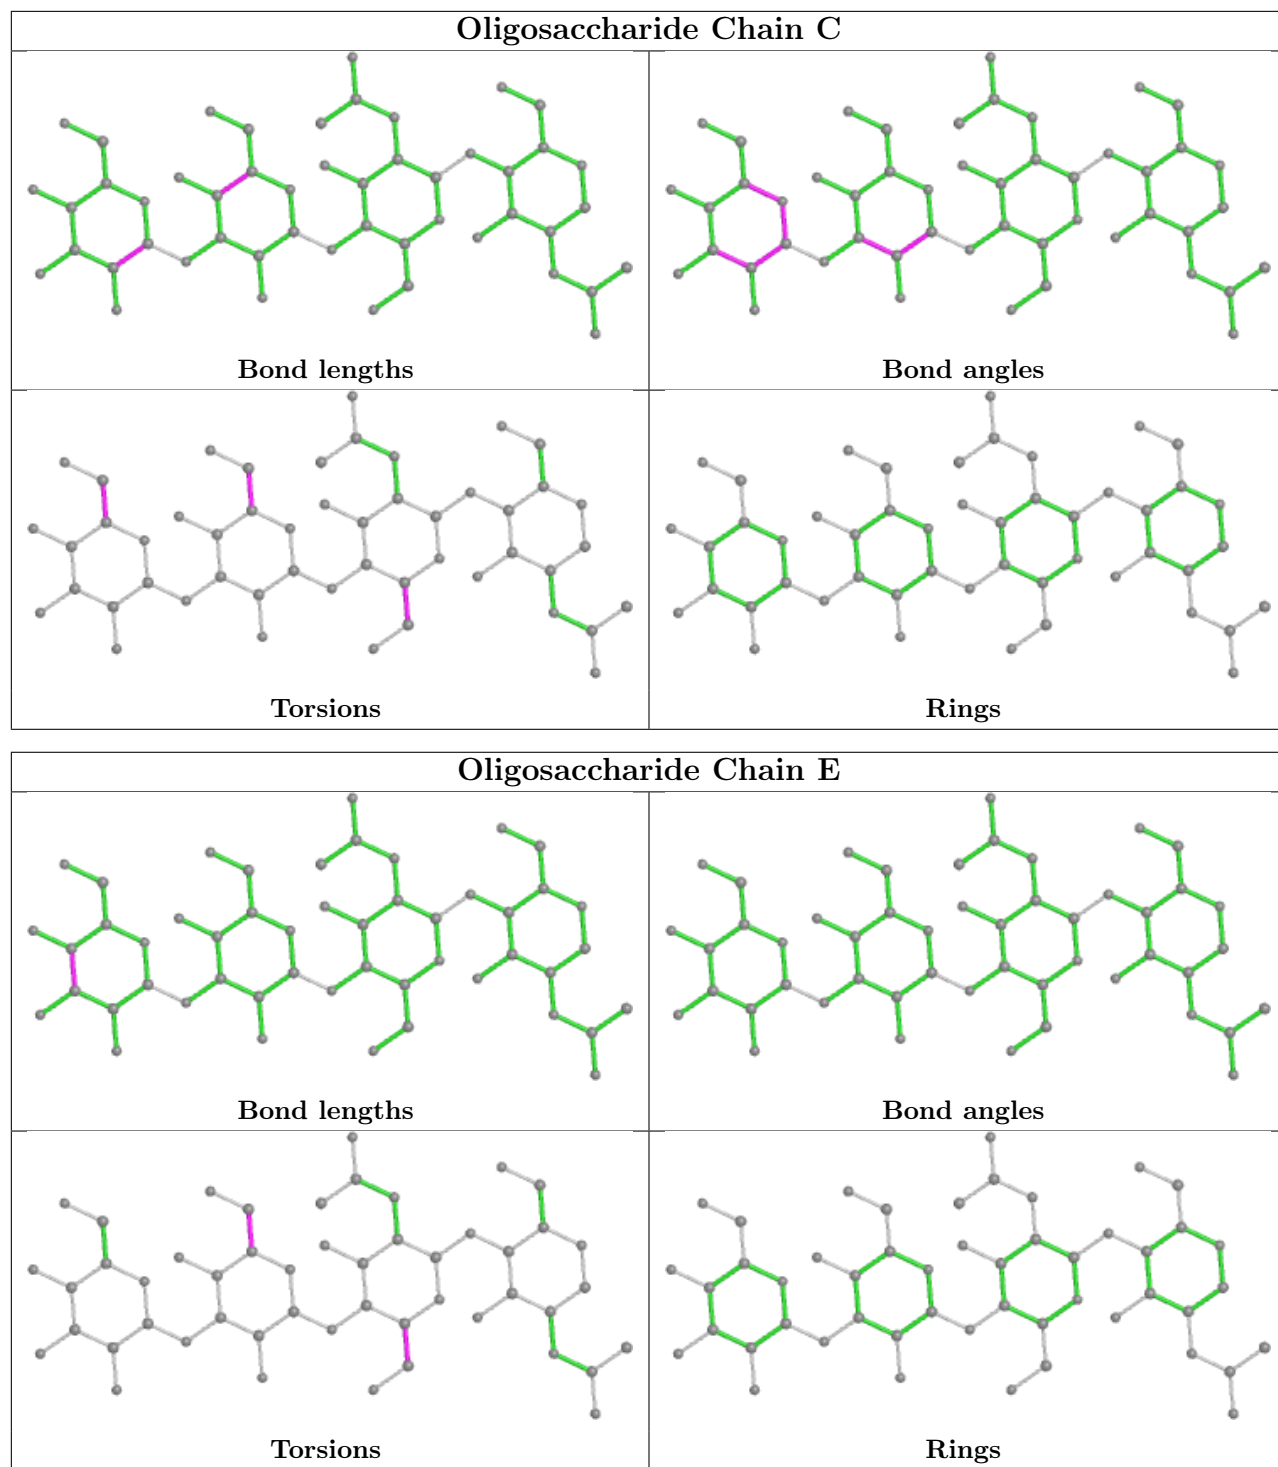 Oligosaccharide Chain C
Bond lengths
Bond angles
Torsions
Rings
Oligosaccharide Chain E
Bond lengths
Bond angles
Torsions
Rings